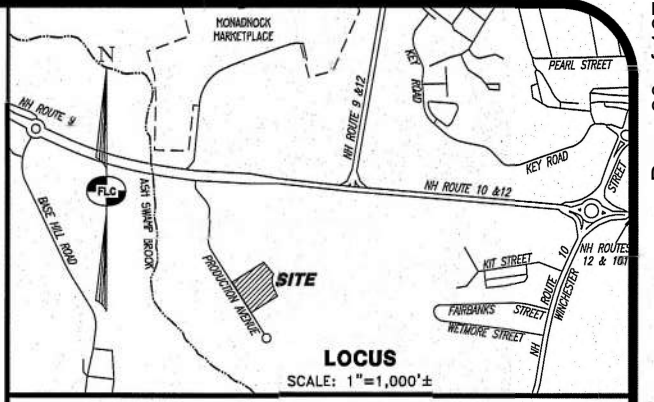 MONADNOCK
MARKETPLACE
N
NH ROUTE 9
FLC
BASE HILL ROAD
ASH SWAMP BROOK
NH ROUTE 9 &12
KEY ROAD
PEARL STREET
KEY ROAD
STREET
NH ROUTE 10 &12
PRODUCTION AVENUE
SITE
KIT STREET
NH ROUTES
12 & 101
FAIRBANKS STREET
WETMORE STREET
NH ROUTE 10
WINCHESTER
LOCUS
SCALE: 1"=1,000'±